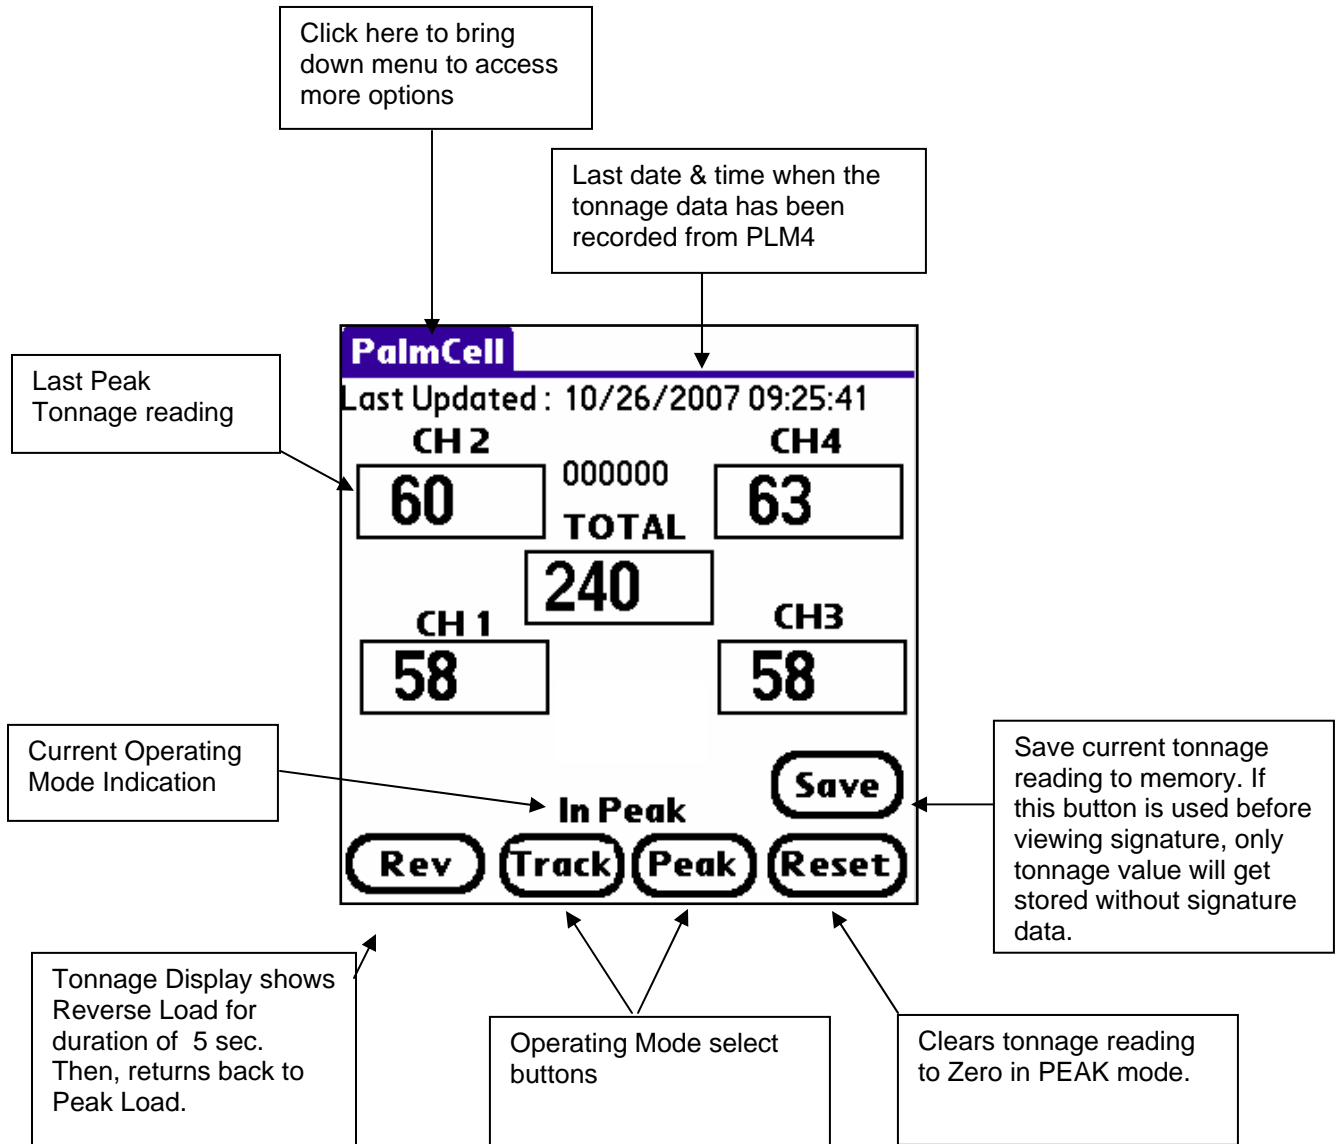 Click here to bring
down menu to access
more options
Last date & time when the
tonnage data has been
recorded from PLM4
PalmCell
Last Updated : 10/26/2007 09:25:41
Last Peak
Tonnage reading
CH 2
CH4
000000
60
63
TOTAL
240
CH 1
CH3
58
58
Current Operating
Mode Indication
Save
In Peak
Rev
Track
Peak
Reset
Save current tonnage
reading to memory. If
this button is used before
viewing signature, only
tonnage value will get
stored without signature
data.
Tonnage Display shows
Reverse Load for
duration of  5 sec.
Then, returns back to
Peak Load.
Operating Mode select
buttons
Clears tonnage reading
to Zero in PEAK mode.